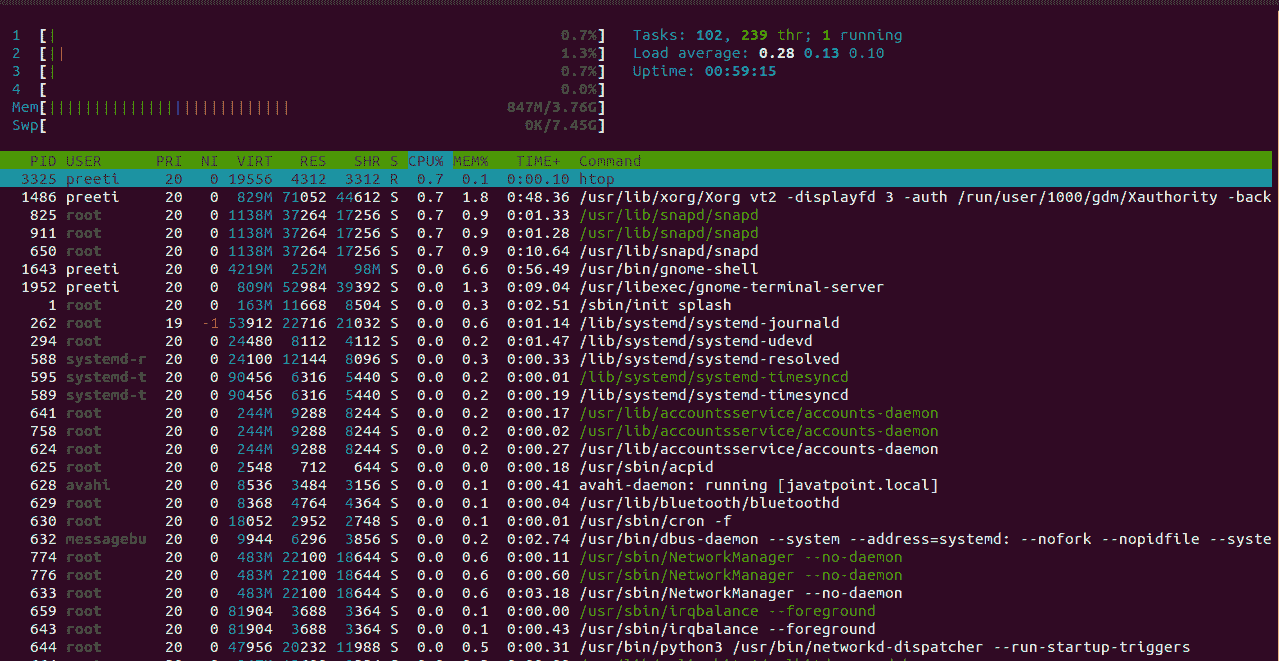 1 [| 0.7%] Tasks: 102, 239 thr; 1 running
2 [|| 1.3%] Load average: 0.28 0.13 0.10
3 [| 0.7%] Uptime: 00:59:15
4 [ 0.0%]
Mem[||||||||||||||||||||||||||| 847M/3.76G]
Swp[ 0K/7.45G]
PID USER PRI NI VIRT RES SHR S CPU% MEM% TIME+ Command
3325 preeti 20 0 19556 4312 3312 R 0.7 0.1 0:00.10 htop
1486 preeti 20 0 829M 71052 44612 S 0.7 1.8 0:48.36 /usr/lib/xorg/Xorg vt2 -displayfd 3 -auth /run/user/1000/gdm/Xauthority -back
825 root 20 0 1138M 37264 17256 S 0.7 0.9 0:01.33 /usr/lib/snapd/snapd
911 root 20 0 1138M 37264 17256 S 0.7 0.9 0:01.28 /usr/lib/snapd/snapd
650 root 20 0 1138M 37264 17256 S 0.7 0.9 0:10.64 /usr/lib/snapd/snapd
1643 preeti 20 0 4219M 252M 98M S 0.0 6.6 0:56.49 /usr/bin/gnome-shell
1952 preeti 20 0 809M 52984 39392 S 0.0 1.3 0:09.04 /usr/libexec/gnome-terminal-server
1 root 20 0 163M 11668 8504 S 0.0 0.3 0:02.51 /sbin/init splash
262 root 19 -1 53912 22716 21032 S 0.0 0.6 0:01.14 /lib/systemd/systemd-journald
294 root 20 0 24480 8112 4112 S 0.0 0.2 0:01.47 /lib/systemd/systemd-udevd
588 systemd-r 20 0 24100 12144 8096 S 0.0 0.3 0:00.33 /lib/systemd/systemd-resolved
595 systemd-t 20 0 90456 6316 5440 S 0.0 0.2 0:00.01 /lib/systemd/systemd-timesyncd
589 systemd-t 20 0 90456 6316 5440 S 0.0 0.2 0:00.19 /lib/systemd/systemd-timesyncd
641 root 20 0 244M 9288 8244 S 0.0 0.2 0:00.17 /usr/lib/accountsservice/accounts-daemon
758 root 20 0 244M 9288 8244 S 0.0 0.2 0:00.02 /usr/lib/accountsservice/accounts-daemon
624 root 20 0 244M 9288 8244 S 0.0 0.2 0:00.27 /usr/lib/accountsservice/accounts-daemon
625 root 20 0 2548 712 644 S 0.0 0.0 0:00.18 /usr/sbin/acpid
628 avahi 20 0 8536 3484 3156 S 0.0 0.1 0:00.41 avahi-daemon: running [javatpoint.local]
629 root 20 0 8368 4764 4364 S 0.0 0.1 0:00.04 /usr/lib/bluetooth/bluetoothd
630 root 20 0 18052 2952 2748 S 0.0 0.1 0:00.01 /usr/sbin/cron -f
632 messagebu 20 0 9944 6296 3856 S 0.0 0.2 0:02.74 /usr/bin/dbus-daemon --system --address=systemd: --nofork --nopidfile --syste
774 root 20 0 483M 22100 18644 S 0.0 0.6 0:00.11 /usr/sbin/NetworkManager --no-daemon
776 root 20 0 483M 22100 18644 S 0.0 0.6 0:00.60 /usr/sbin/NetworkManager --no-daemon
633 root 20 0 483M 22100 18644 S 0.0 0.6 0:03.18 /usr/sbin/NetworkManager --no-daemon
659 root 20 0 81904 3688 3364 S 0.0 0.1 0:00.00 /usr/sbin/irqbalance --foreground
643 root 20 0 81904 3688 3364 S 0.0 0.1 0:00.43 /usr/sbin/irqbalance --foreground
644 root 20 0 47956 20232 11988 S 0.0 0.5 0:00.31 /usr/bin/python3 /usr/bin/networkd-dispatcher --run-startup-triggers